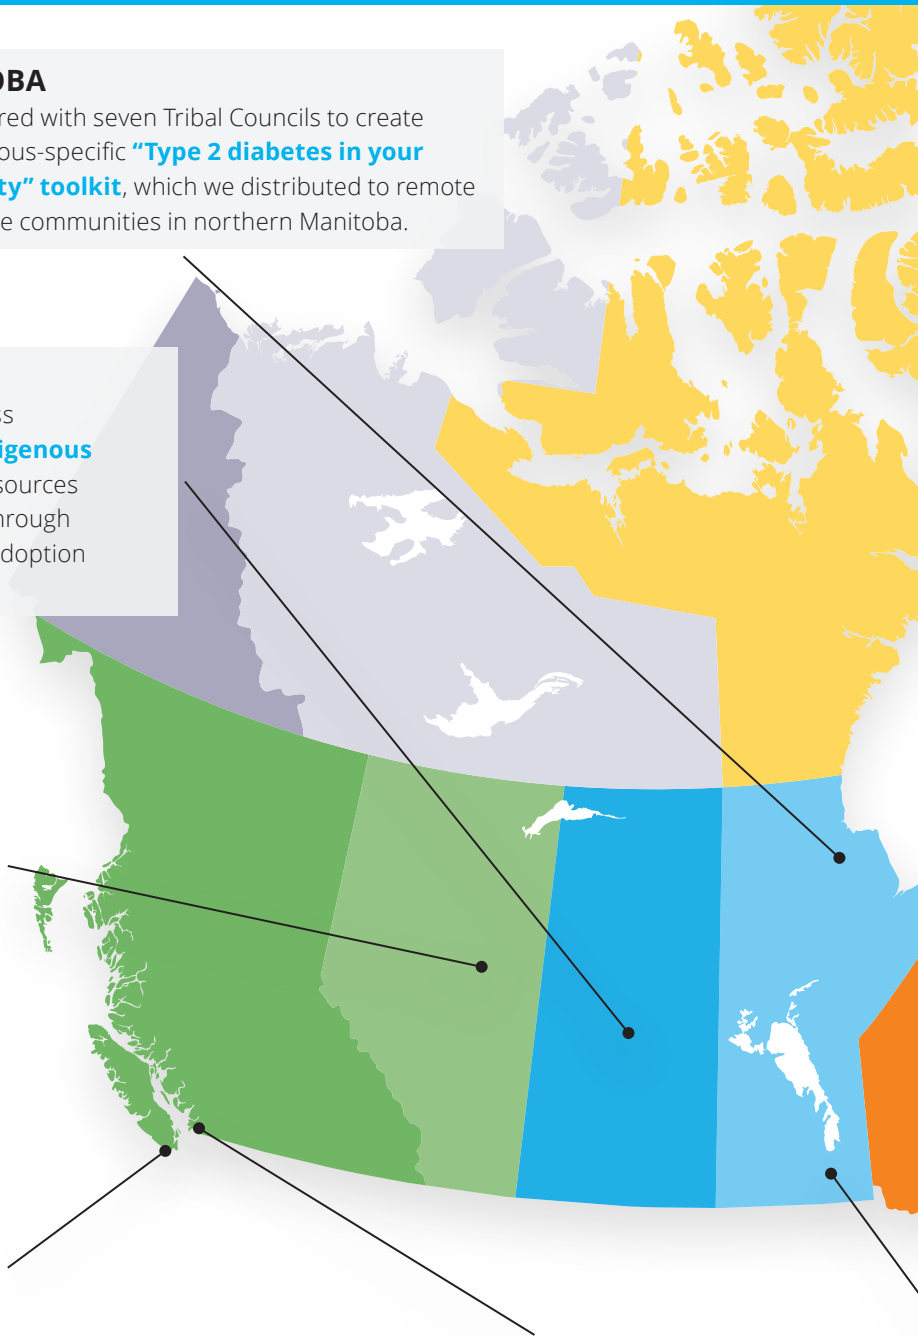 OBA
red with seven Tribal Councils to create
ous-specific “Type 2 diabetes in your
ty” toolkit, which we distributed to remote
e communities in northern Manitoba.
ss
igenous
sources
hrough
doption